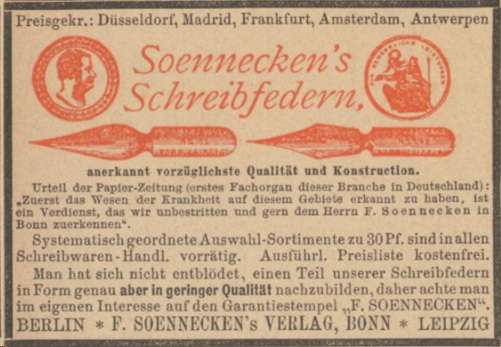 Preisgekr.: Düsseldorf, Madrid, Frankfurt, Amsterdam, Antwerpen
Soennecken's
Schreibfedern,
anerkannt vorzüglichste Qualität und Konstruction.
Urteil der Papier-Zeitung (erstes Fachorgan dieser Branche in Deutschland):
„Zuerst das Wesen der Krankheit auf diesem Gebiete erkannt zu haben, ist
ein Verdienst, das wir unbestritten und gern dem Herrn F. Soennecken in
Bonn zuerkennen“.
Systematisch geordnete Auswahl-Sortimente zu 30 Pf. sind in allen
Schreibwaren-Handl. vorrätig. Ausführl. Preisliste kostenfrei.
Man hat sich nicht entblödet, einen Teil unserer Schreibfedern
in Form genau aber in geringer Qualität nachzubilden, daher achte man
im eigenen Interesse auf den Garantiestempel „F. SOENNECKEN“.
BERLIN * F. SOENNECKEN's VERLAG, BONN * LEIPZIG